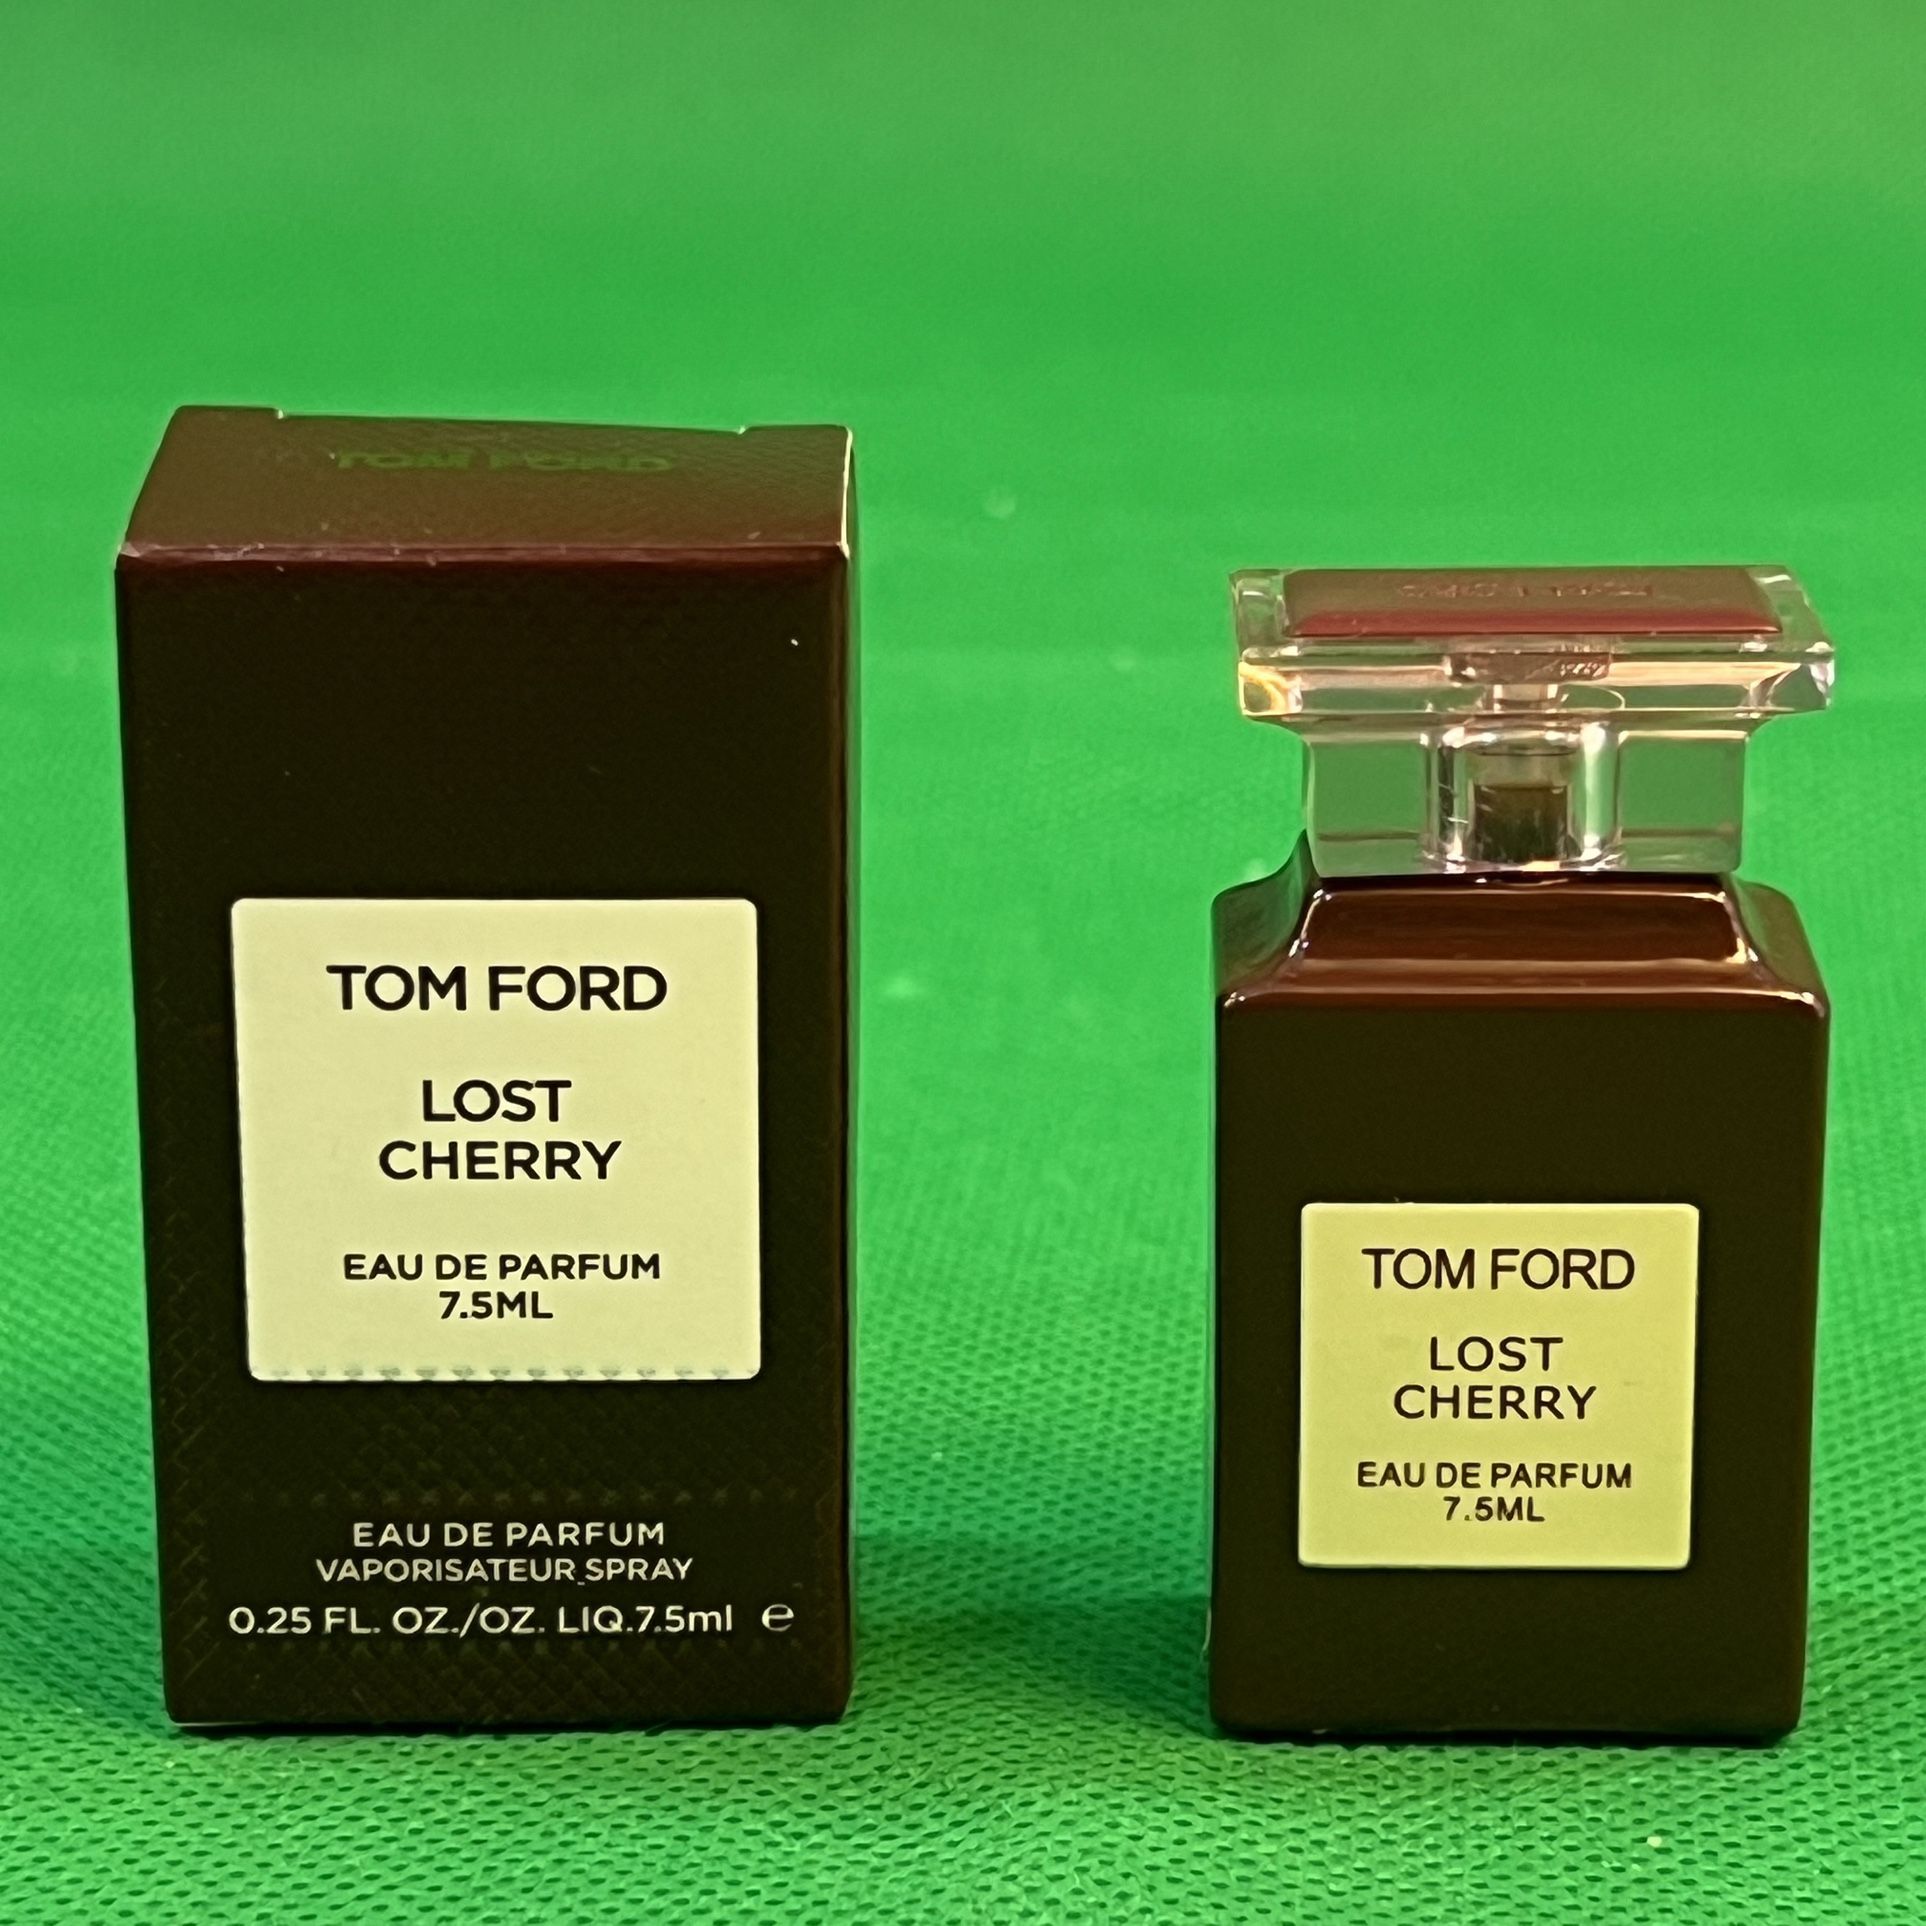 TOM FORD
TOM FORD
LOST
CHERRY
EAU DE PARFUM
7.5ML
EAU DE PARFUM
VAPORISATEUR SPRAY
0.25 FL. OZ./OZ. LIQ.7.5ml e
TOM FORD
LOST
CHERRY
EAU DE PARFUM
7.5ML